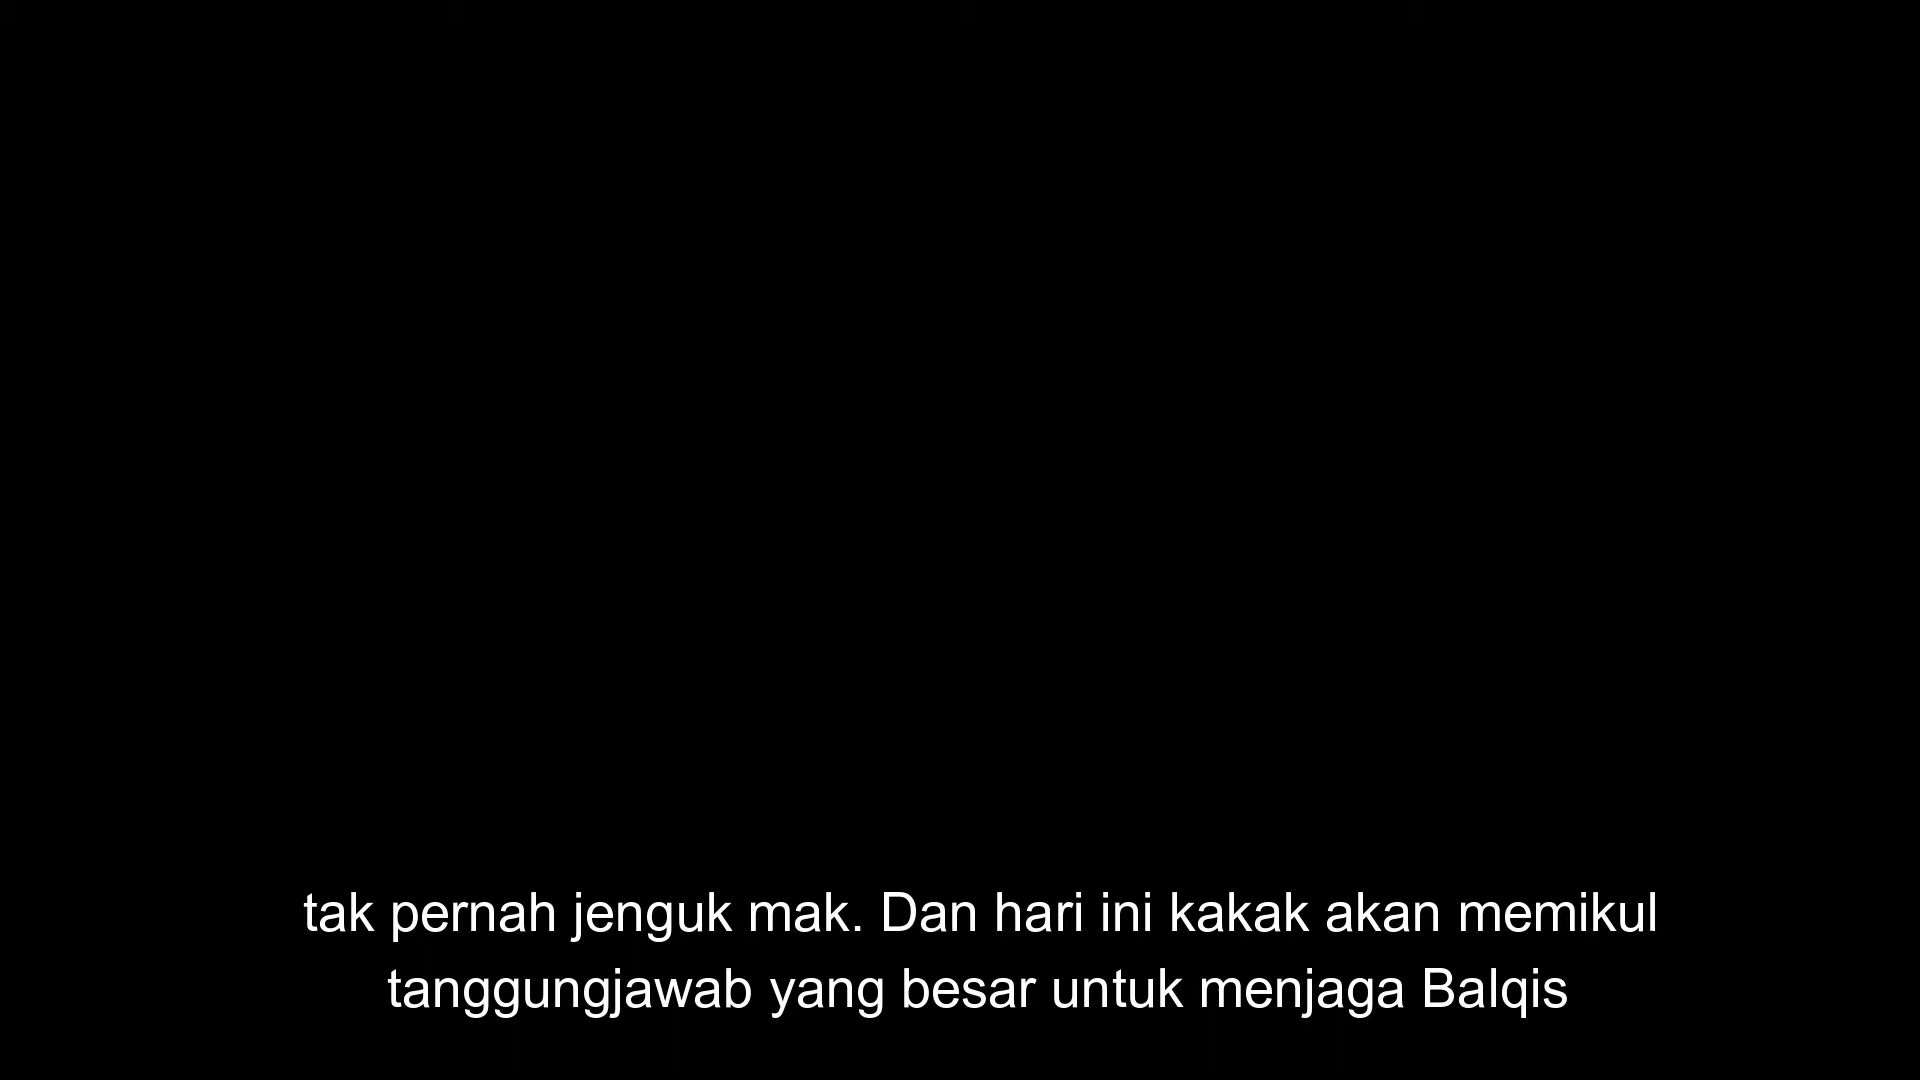 tak pernah jenguk mak. Dan hari ini kakak akan memikul
tanggungjawab yang besar untuk menjaga Balqis